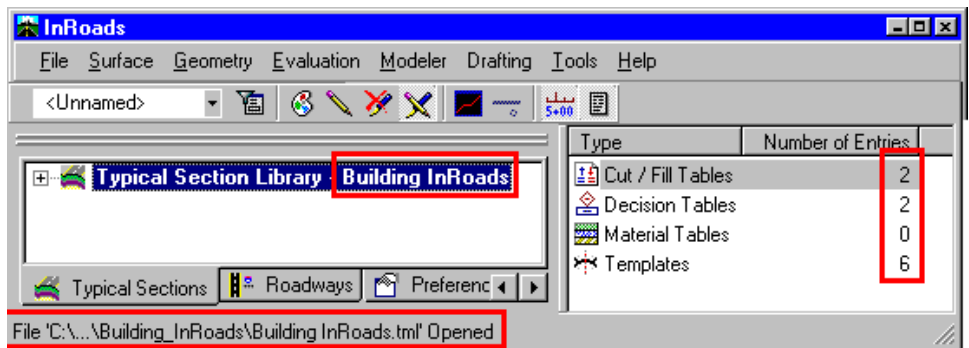 InRoads
File Surface Geometry Evaluation Modeler Drafting Tools Help
<Unnamed>
5+00
Typical Section Library - Building InRoads
Typical Sections Roadways Preferenc
Type Number of Entries
Cut / Fill Tables 2
Decision Tables 2
Material Tables 0
Templates 6
File 'C:\...\Building_InRoads\Building InRoads.tml' Opened